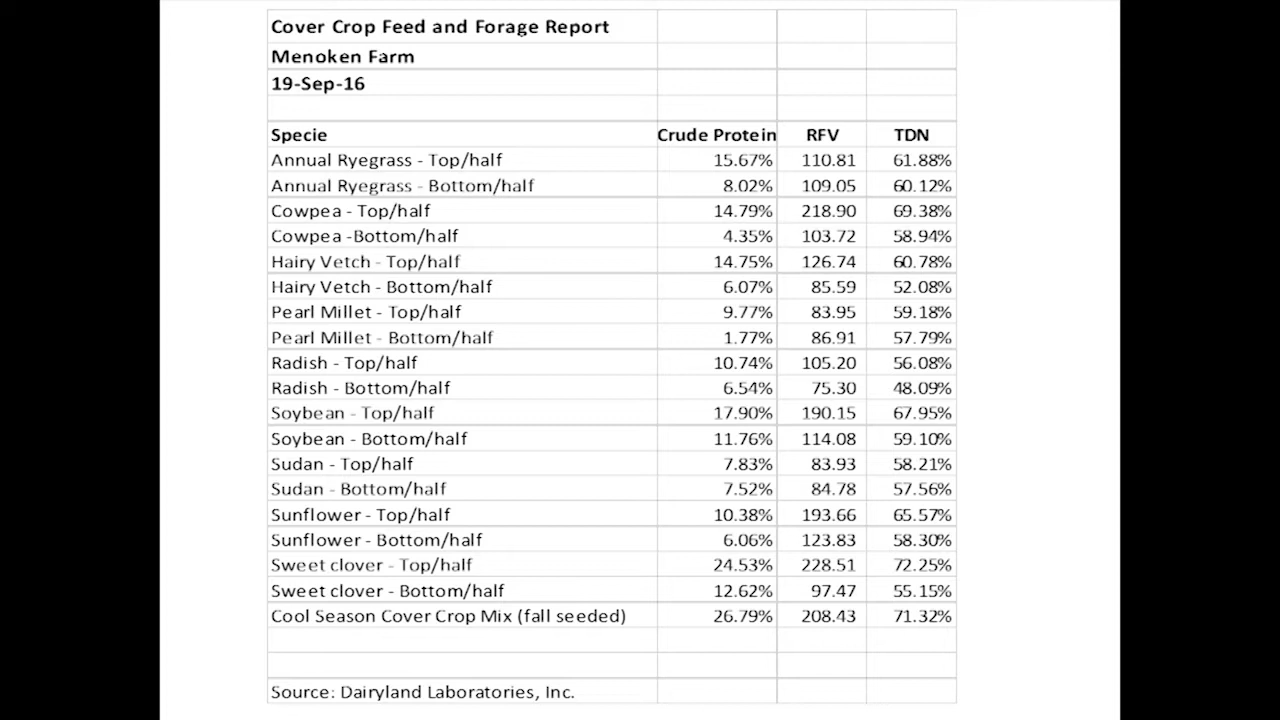 Cover Crop Feed and Forage Report
Menoken Farm
19-Sep-16
Specie Crude Protein RFV TDN
Annual Ryegrass - Top/half 15.67% 110.81 61.88%
Annual Ryegrass - Bottom/half 8.02% 109.05 60.12%
Cowpea - Top/half 14.79% 218.90 69.38%
Cowpea -Bottom/half 4.35% 103.72 58.94%
Hairy Vetch - Top/half 14.75% 126.74 60.78%
Hairy Vetch - Bottom/half 6.07% 85.59 52.08%
Pearl Millet - Top/half 9.77% 83.95 59.18%
Pearl Millet - Bottom/half 1.77% 86.91 57.79%
Radish - Top/half 10.74% 105.20 56.08%
Radish - Bottom/half 6.54% 75.30 48.09%
Soybean - Top/half 17.90% 190.15 67.95%
Soybean - Bottom/half 11.76% 114.08 59.10%
Sudan - Top/half 7.83% 83.93 58.21%
Sudan - Bottom/half 7.52% 84.78 57.56%
Sunflower - Top/half 10.38% 193.66 65.57%
Sunflower - Bottom/half 6.06% 123.83 58.30%
Sweet clover - Top/half 24.53% 228.51 72.25%
Sweet clover - Bottom/half 12.62% 97.47 55.15%
Cool Season Cover Crop Mix (fall seeded) 26.79% 208.43 71.32%
Source: Dairyland Laboratories, Inc.